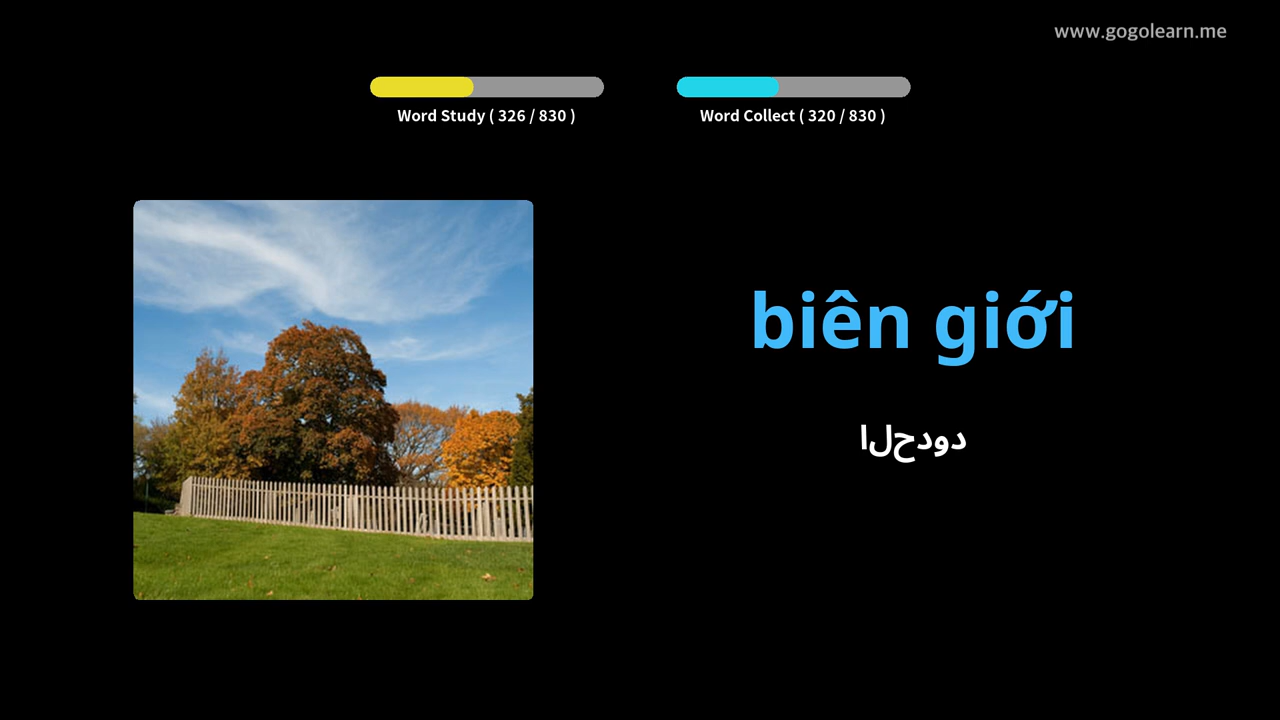 www.gogolearn.me
Word Study ( 326 / 830 )
Word Collect ( 320 / 830 )
biên giới
الحدود